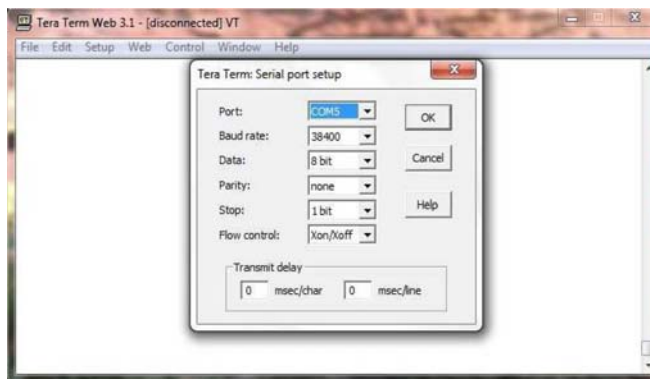 Tera Term Web 3.1 - [disconnected] VT
File Edit Setup Web Control Window Help
Tera Term: Serial port setup
Port: COM5
OK
Baud rate: 38400
Data: 8 bit
Cancel
Parity: none
Stop: 1 bit
Help
Flow control: Xon/Xoff
Transmit delay
0 msec/char 0 msec/line